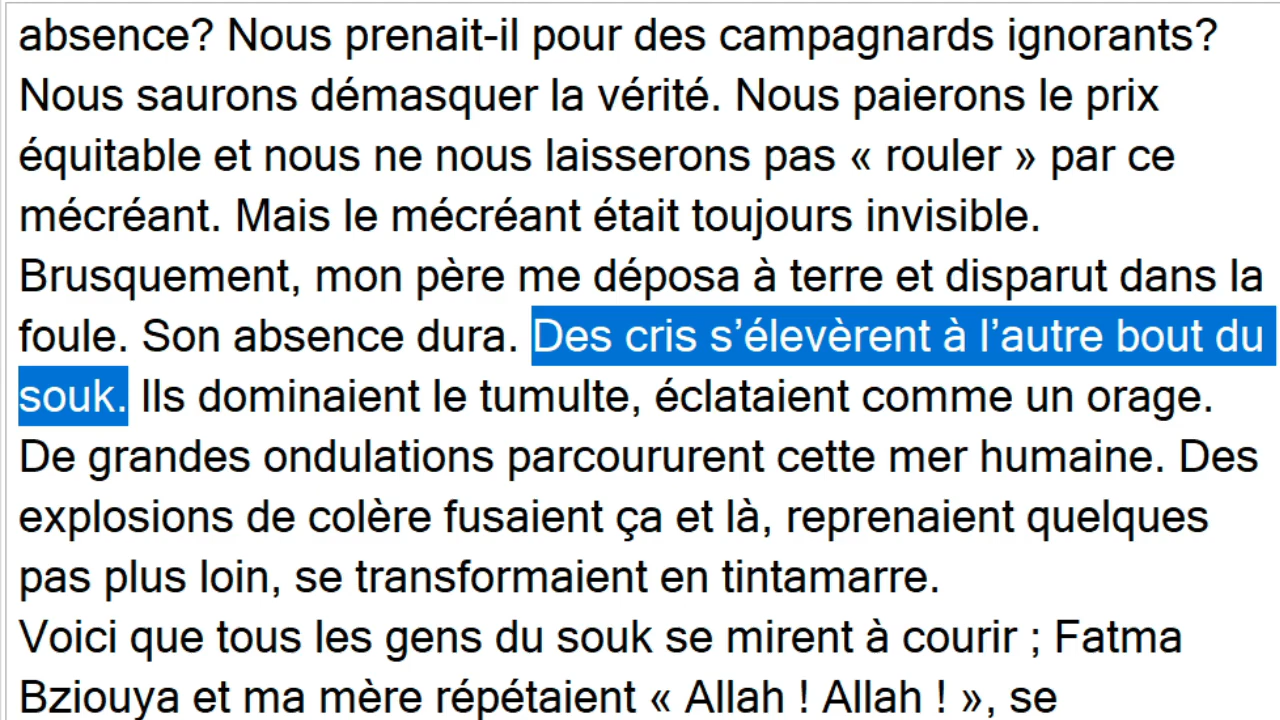 absence? Nous prenait-il pour des campagnards ignorants?
Nous saurons démasquer la vérité. Nous paierons le prix
équitable et nous ne nous laisserons pas « rouler » par ce
mécréant. Mais le mécréant était toujours invisible.
Brusquement, mon père me déposa à terre et disparut dans la
foule. Son absence dura. Des cris s’élevèrent à l’autre bout du
souk. Ils dominaient le tumulte, éclataient comme un orage.
De grandes ondulations parcoururent cette mer humaine. Des
explosions de colère fusaient ça et là, reprenaient quelques
pas plus loin, se transformaient en tintamarre.
Voici que tous les gens du souk se mirent à courir ; Fatma
Bziouya et ma mère répétaient « Allah ! Allah ! », se